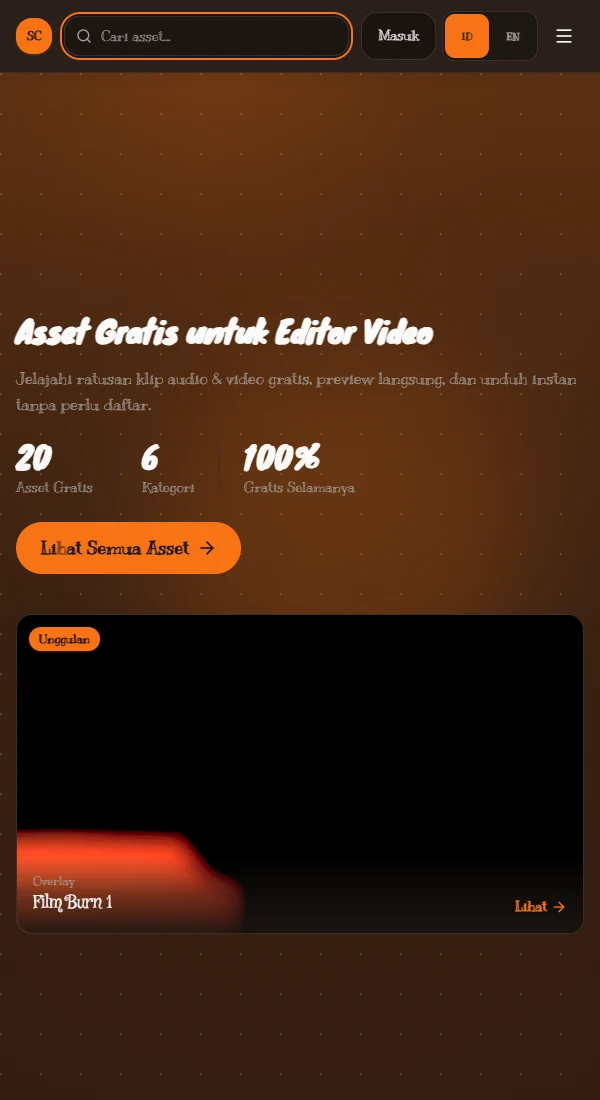 SC
Cari asset...
Masuk
ID
EN
Asset Gratis untuk Editor Video
Jelajahi ratusan klip audio & video gratis, preview langsung, dan unduh instan
tanpa perlu daftar.
20
6
100%
Asset Gratis
Kategori
Gratis Selamanya
Lihat Semua Asset →
Unggulan
Overlay
Film Burn 1
Lihat →